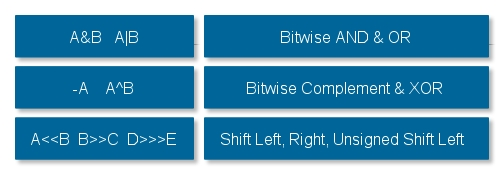 A&B A|B
Bitwise AND & OR
-A A^B
Bitwise Complement & XOR
A<<B B>>C D>>>E
Shift Left, Right, Unsigned Shift Left